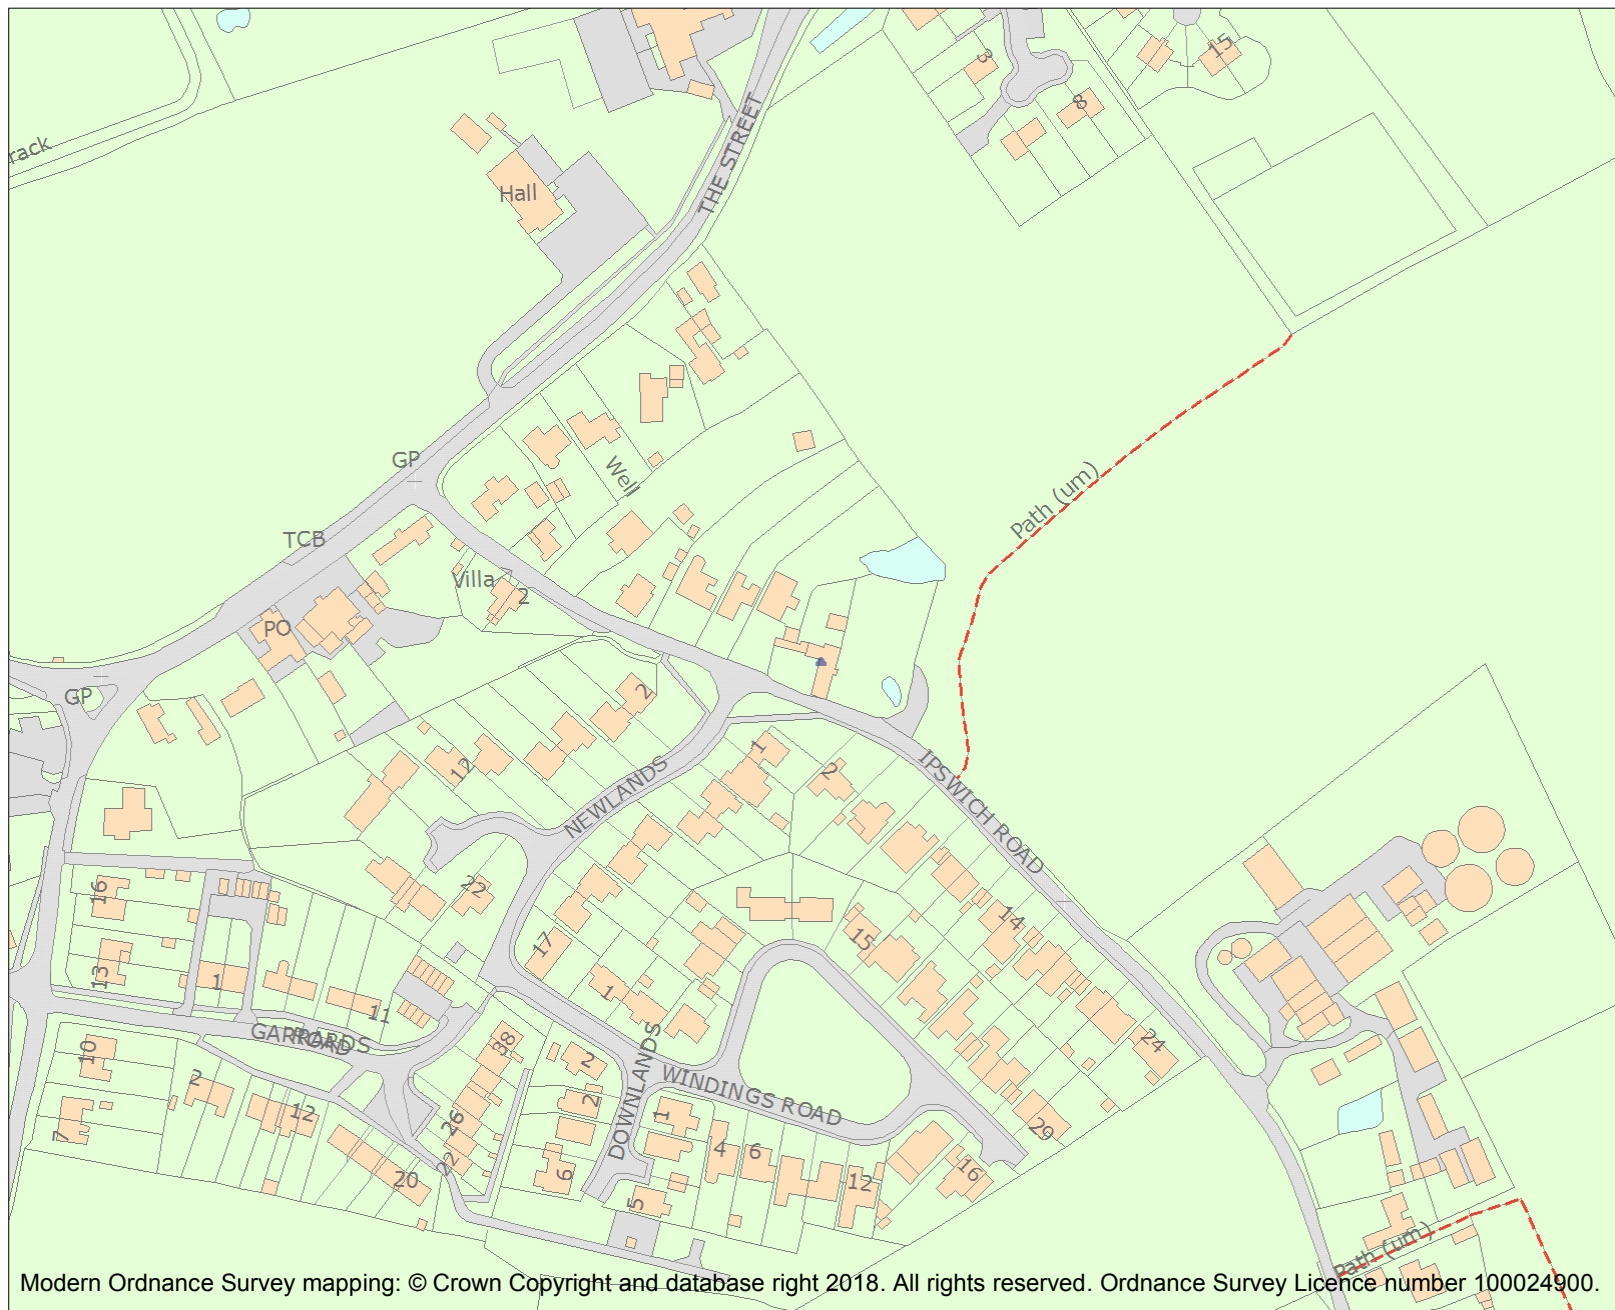 3
15
8
rack
THE STREET
Hall
GP
Well
Path (um)
TCB
Villa
2
PO
GP
2
12
1
2
NEWLANDS
IPSWICH ROAD
22
16
14
17
15
13
1
1
11
GARRARDS
ROAD
38
24
10
2
2
DOWNLANDS
WINDINGS ROAD
2
12
26
1
29
7
4
6
22
20
6
16
12
5
Path (um)
Modern Ordnance Survey mapping: © Crown Copyright and database right 2018. All rights reserved. Ordnance Survey Licence number 100024900.